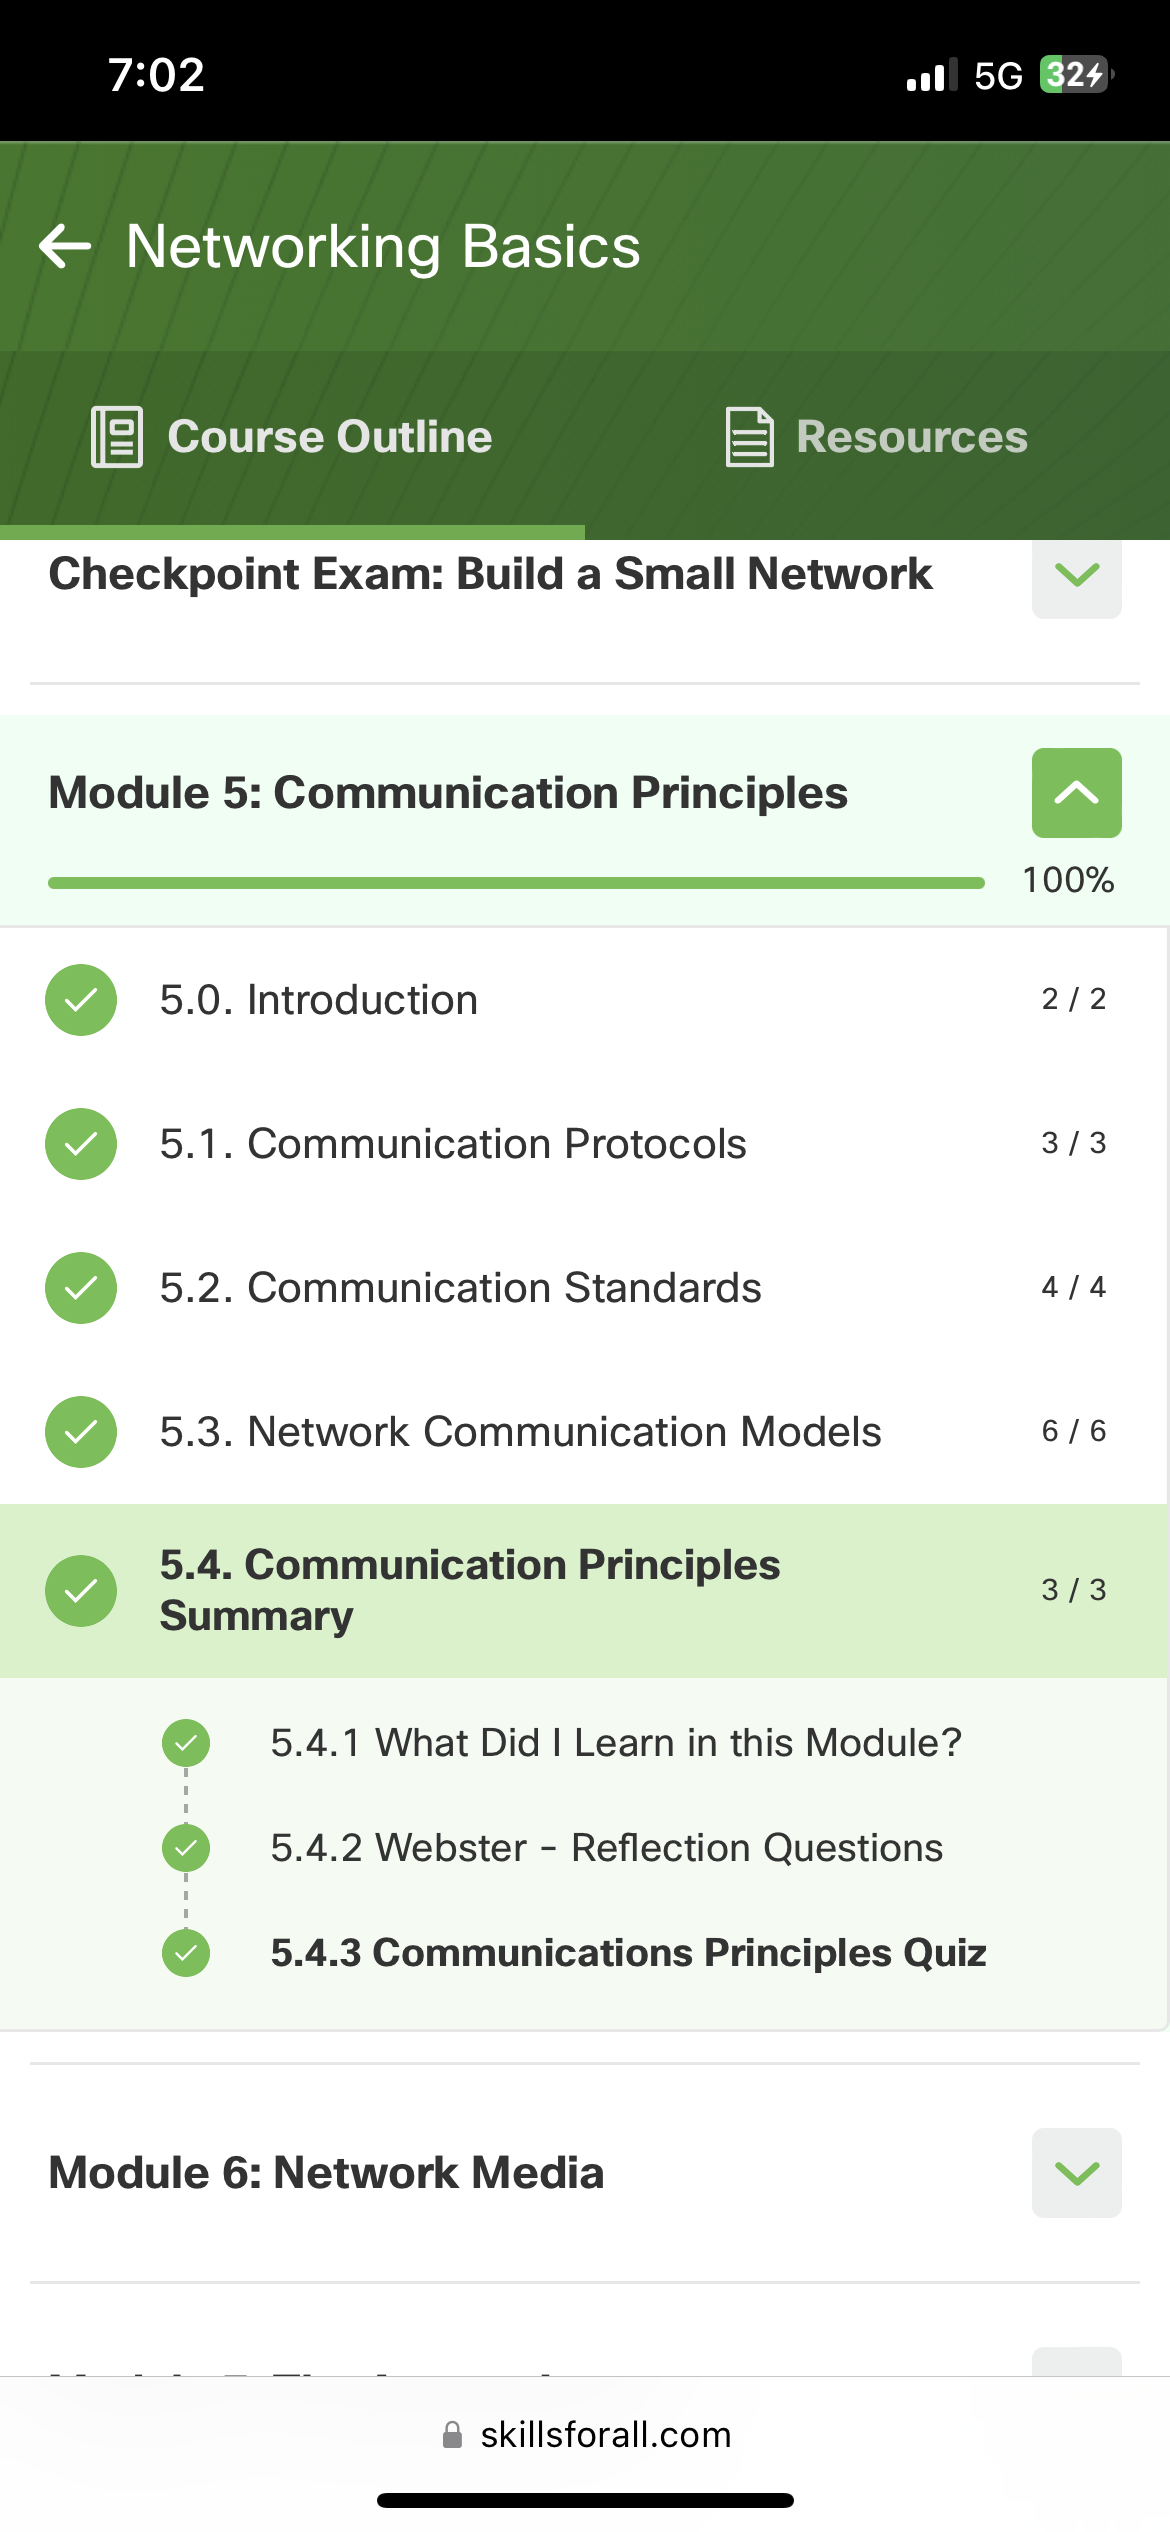 7:02
5G
32
Networking Basics
Course Outline
Resources
Checkpoint Exam: Build a Small Network
Module 5: Communication Principles
100%
5.0. Introduction
2 / 2
5.1. Communication Protocols
3 / 3
5.2. Communication Standards
4 / 4
5.3. Network Communication Models
6 / 6
5.4. Communication Principles
Summary
3 / 3
5.4.1 What Did I Learn in this Module?
5.4.2 Webster - Reflection Questions
5.4.3 Communications Principles Quiz
Module 6: Network Media
skillsforall.com